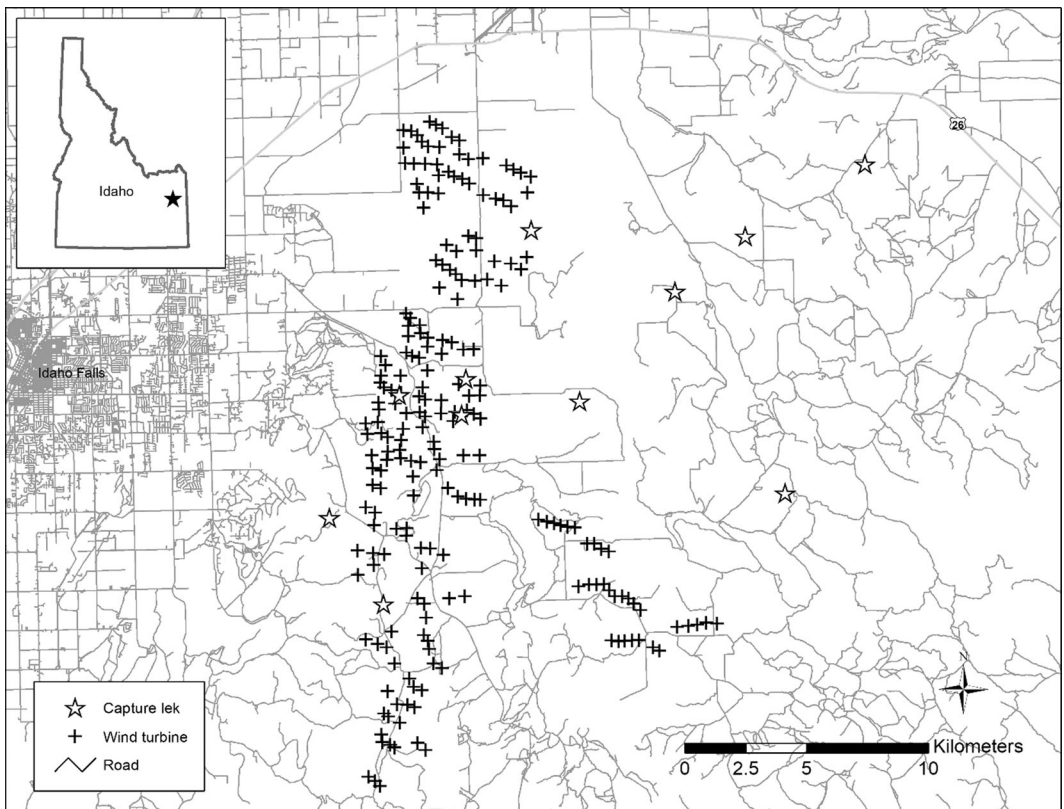 Idaho
26
Idaho Falls
N
Capture lek
Wind turbine
Road
Kilometers
0 2.5 5 10